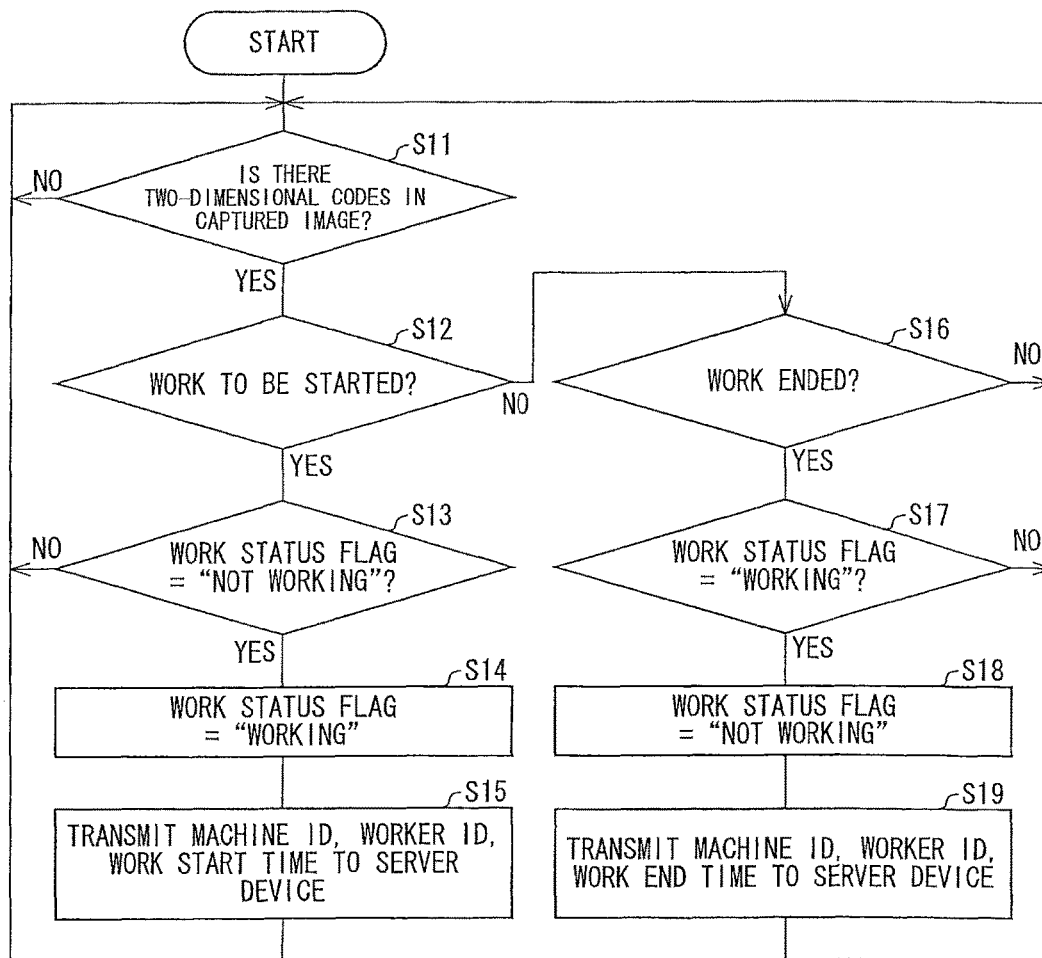 START
S11
IS THERE
TWO-DIMENSIONAL CODES IN
CAPTURED IMAGE?
NO
YES
S12
WORK TO BE STARTED?
NO
YES
S16
WORK ENDED?
NO
YES
S13
WORK STATUS FLAG
= “NOT WORKING”?
NO
YES
S17
WORK STATUS FLAG
= “WORKING”?
NO
YES
S14
WORK STATUS FLAG
= “WORKING”
S18
WORK STATUS FLAG
= “NOT WORKING”
S15
TRANSMIT MACHINE ID, WORKER ID,
WORK START TIME TO SERVER
DEVICE
S19
TRANSMIT MACHINE ID, WORKER ID,
WORK END TIME TO SERVER DEVICE